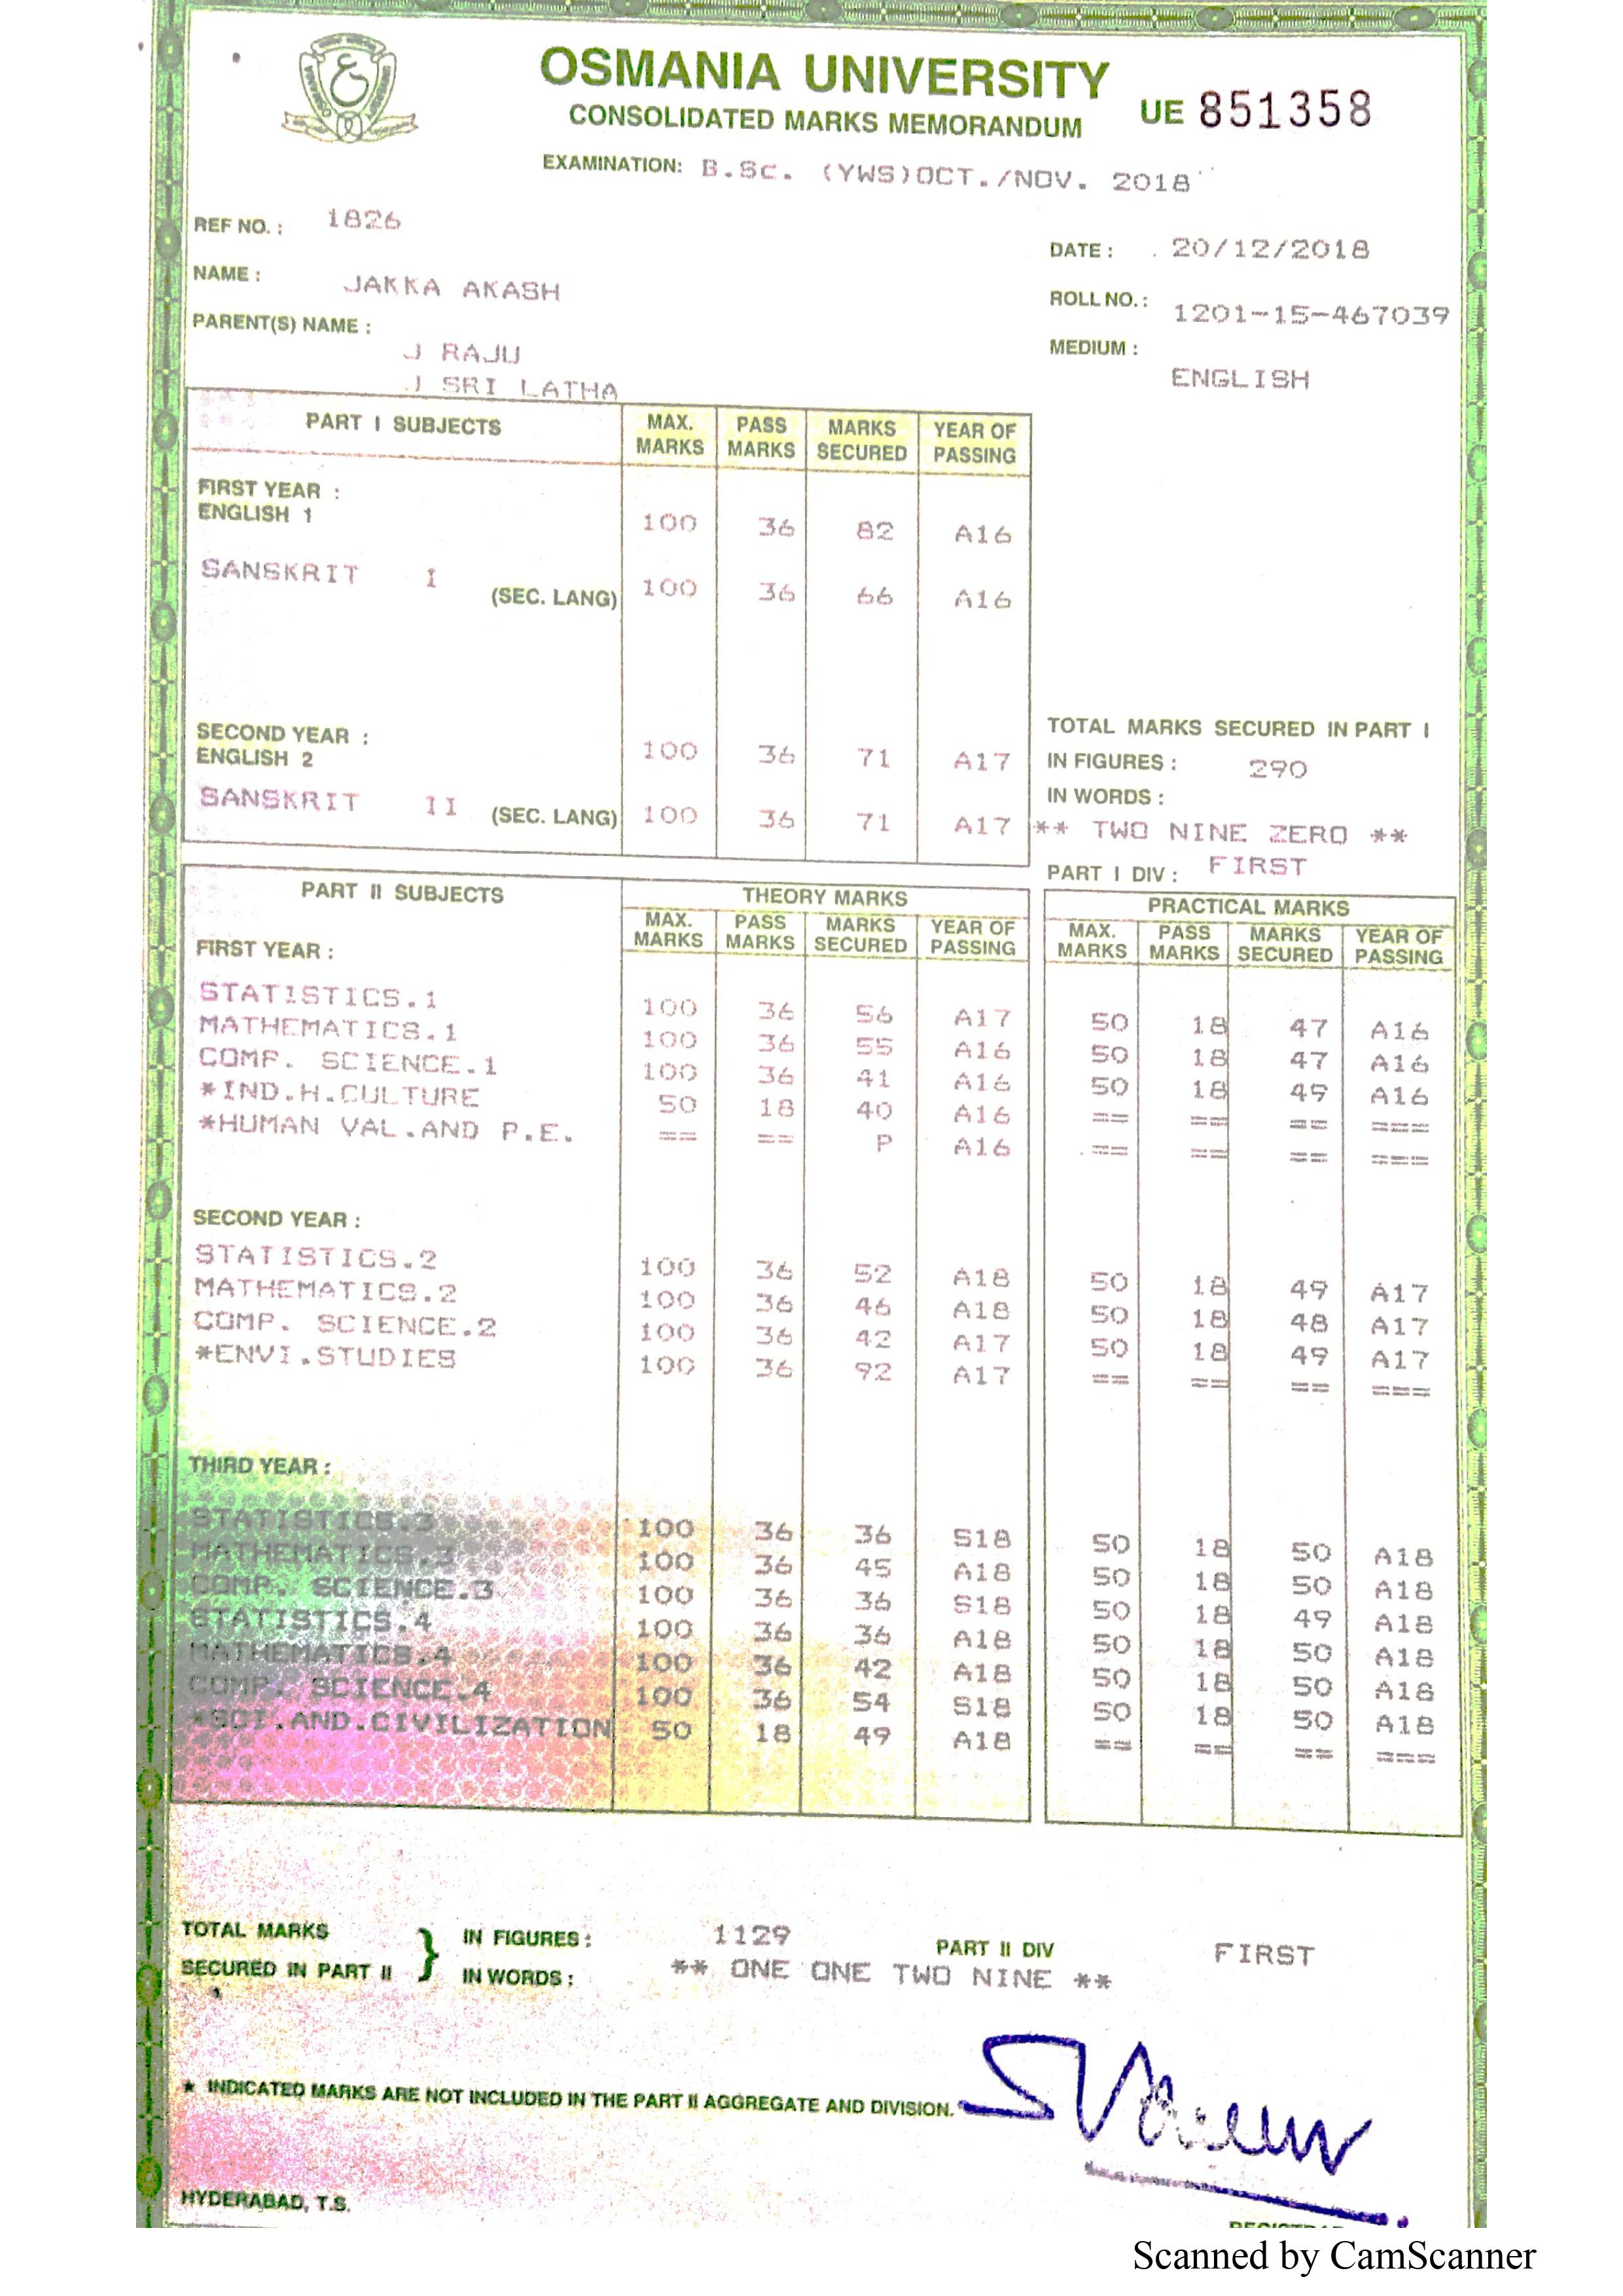 OSMANIA UNIVERSITY
CONSOLIDATED MARKS MEMORANDUM
UE 851358
EXAMINATION: B.Sc. (YWS)OCT./NOV. 2018
REF NO. : 1826
DATE : 20/12/2018
NAME : JAKKA AKASH
ROLL NO. : 1201-15-467039
PARENT(S) NAME :
J RAJU
J SRI LATHA
MEDIUM :
ENGLISH
PART I SUBJECTS MAX. MARKS PASS MARKS MARKS SECURED YEAR OF PASSING
FIRST YEAR :
ENGLISH 1 100 36 82 A16
SANSKRIT I (SEC. LANG) 100 36 66 A16
SECOND YEAR :
ENGLISH 2 100 36 71 A17
SANSKRIT II (SEC. LANG) 100 36 71 A17
TOTAL MARKS SECURED IN PART I
IN FIGURES : 290
IN WORDS :
** TWO NINE ZERO **
PART I DIV : FIRST
PART II SUBJECTS THEORY MARKS PRACTICAL MARKS
MAX. MARKS PASS MARKS MARKS SECURED YEAR OF PASSING MAX. MARKS PASS MARKS MARKS SECURED YEAR OF PASSING
FIRST YEAR :
STATISTICS.1 100 36 56 A17 50 18 47 A16
MATHEMATICS.1 100 36 55 A16 50 18 47 A16
COMP. SCIENCE.1 100 36 41 A16 50 18 49 A16
*IND.H.CULTURE 50 18 40 A16 == == == ===
*HUMAN VAL.AND P.E. == == P A16 == == == ===
SECOND YEAR :
STATISTICS.2 100 36 52 A18 50 18 49 A17
MATHEMATICS.2 100 36 46 A18 50 18 48 A17
COMP. SCIENCE.2 100 36 42 A17 50 18 49 A17
*ENVI.STUDIES 100 36 92 A17 == == == ===
THIRD YEAR :
STATISTICS.3 100 36 36 S18 50 18 50 A18
MATHEMATICS.3 100 36 45 A18 50 18 50 A18
COMP. SCIENCE.3 100 36 36 S18 50 18 49 A18
STATISTICS.4 100 36 36 A18 50 18 50 A18
MATHEMATICS.4 100 36 42 A18 50 18 50 A18
COMP. SCIENCE.4 100 36 54 S18 50 18 50 A18
*SCI.AND.CIVILIZATION 50 18 49 A18 == == == ===
TOTAL MARKS SECURED IN PART II } IN FIGURES : 1129 PART II DIV FIRST
IN WORDS : ** ONE ONE TWO NINE **
* INDICATED MARKS ARE NOT INCLUDED IN THE PART II AGGREGATE AND DIVISION.
HYDERABAD, T.S.
Scanned by CamScanner